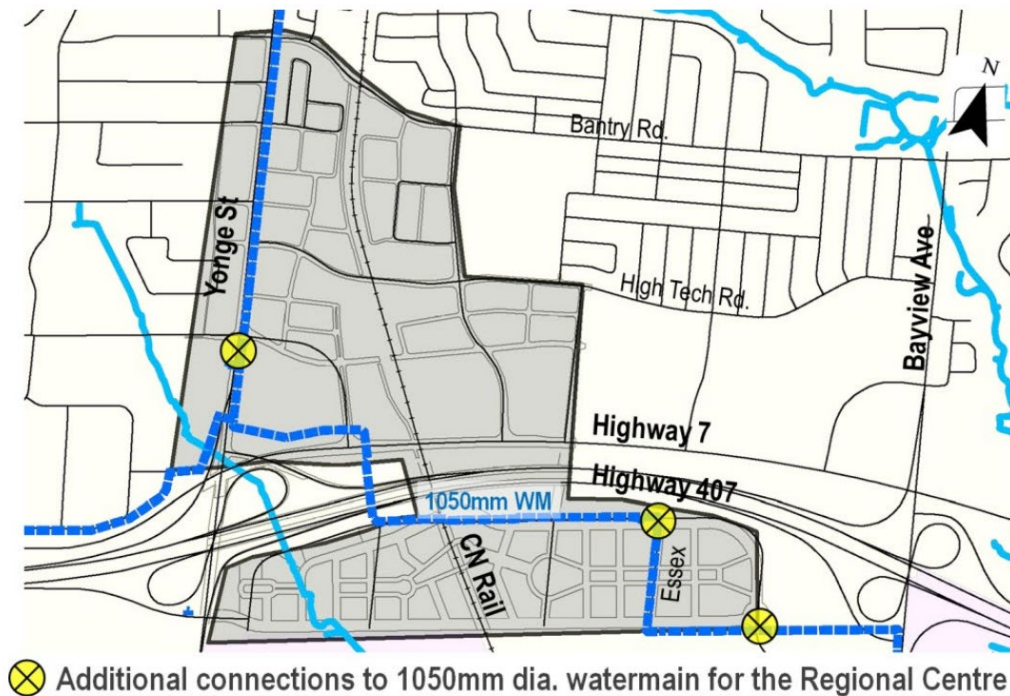 N
Bantry Rd.
Yonge St
High Tech Rd.
Bayview Ave
Highway 7
Highway 407
1050mm WM
CN Rail
Essex
Additional connections to 1050mm dia. watermain for the Regional Centre